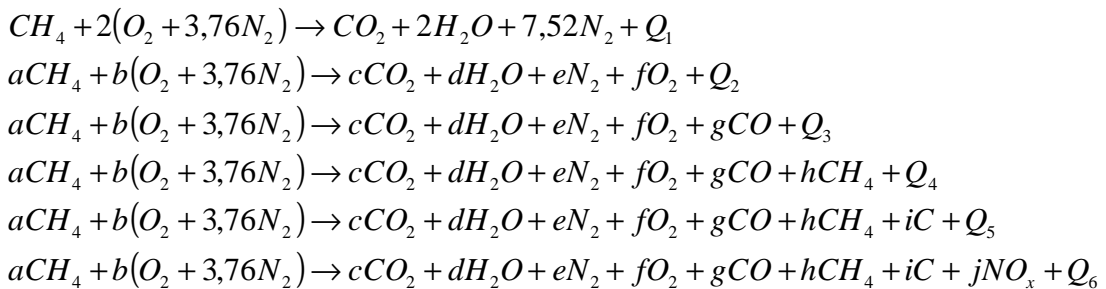 CH₄ + 2(O₂ + 3,76N₂) → CO₂ + 2H₂O + 7,52N₂ + Q₁
aCH₄ + b(O₂ + 3,76N₂) → cCO₂ + dH₂O + eN₂ + fO₂ + Q₂
aCH₄ + b(O₂ + 3,76N₂) → cCO₂ + dH₂O + eN₂ + fO₂ + gCO + Q₃
aCH₄ + b(O₂ + 3,76N₂) → cCO₂ + dH₂O + eN₂ + fO₂ + gCO + hCH₄ + Q₄
aCH₄ + b(O₂ + 3,76N₂) → cCO₂ + dH₂O + eN₂ + fO₂ + gCO + hCH₄ + iC + Q₅
aCH₄ + b(O₂ + 3,76N₂) → cCO₂ + dH₂O + eN₂ + fO₂ + gCO + hCH₄ + iC + jNOₓ + Q₆